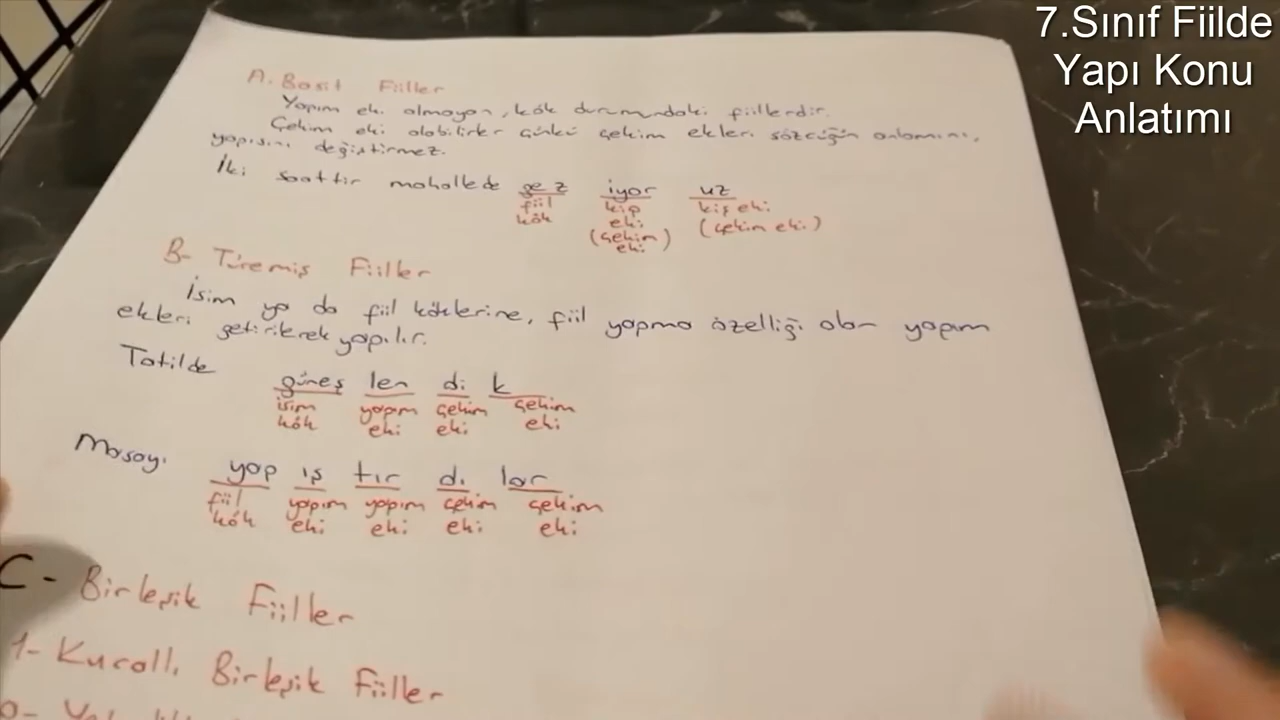 7.Sınıf Fiilde
Yapı Konu
Anlatımı
A. Basit Fiiller
Yapım eki olmayan, kök durumundaki fiillerdir.
Çekim eki alabilirler çünkü çekim ekleri sözcüğün anlamını,
yapısını değiştirmez.
İki saattir mahallede gez iyor uz
fiil kip kişi eki
kök eki (çekim eki)
(çekim
eki)
B- Türemiş Fiiller
İsim ya da fiil köklerine, fiil yapma özelliği olan yapım
ekleri getirilerek yapılır.
Tatilde güneş len di k
isim yapım çekim çekim
kök eki eki eki
Masayı yap ış tır dı lar
fiil yapım yapım çekim çekim
kök eki eki eki eki
C- Birleşik Fiiller
1- Kurallı Birleşik Fiiller